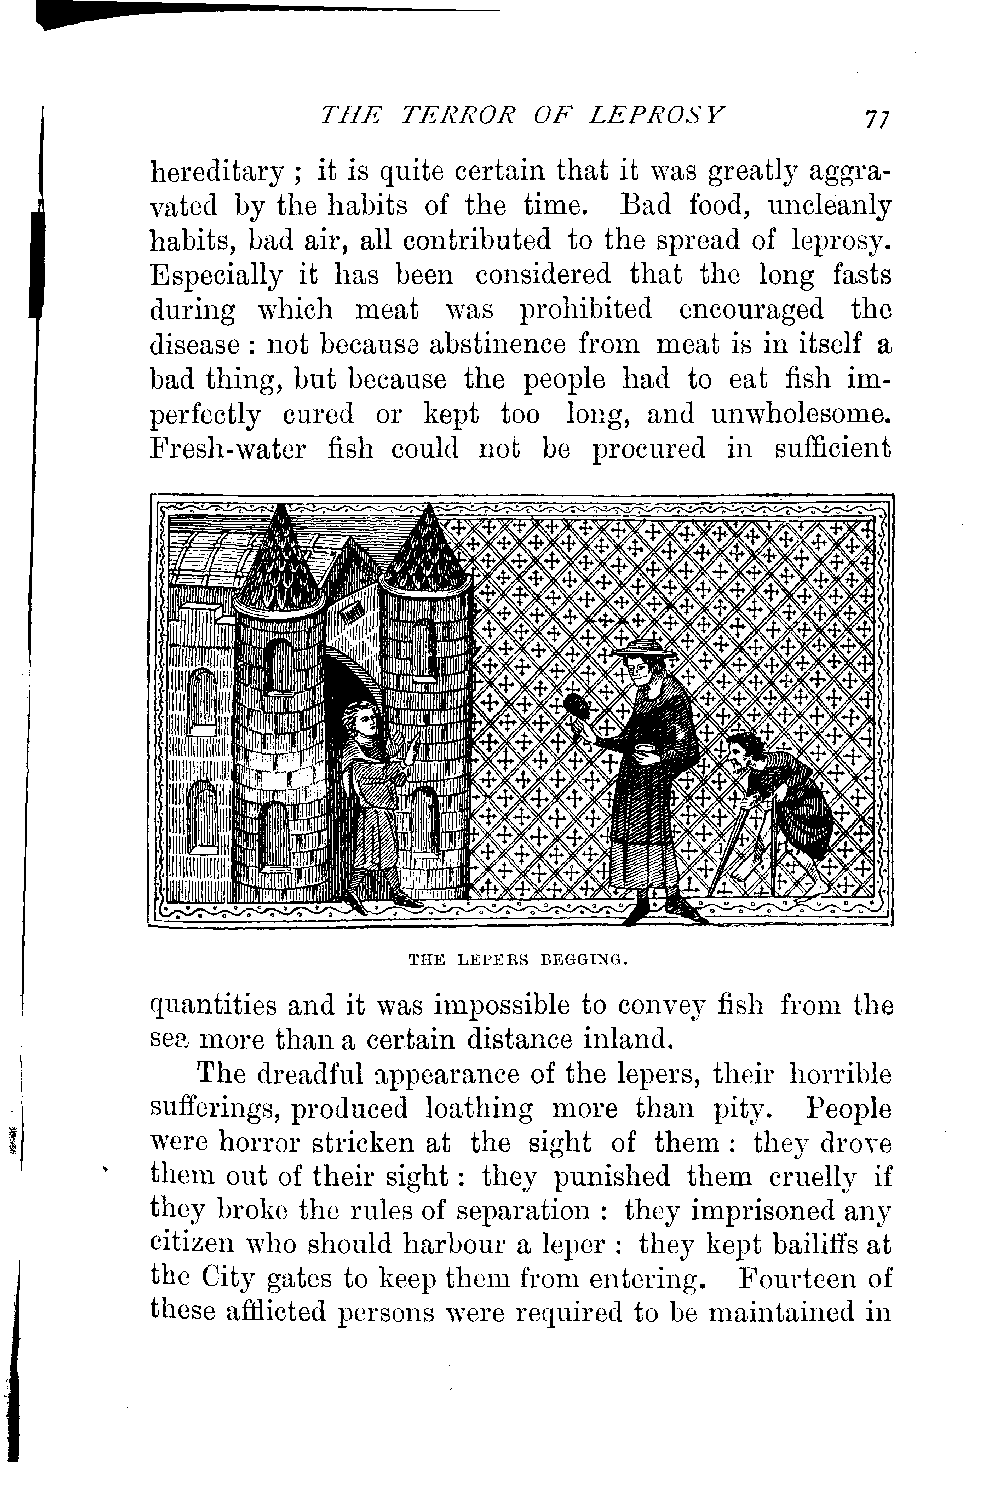 THE TERROR OF LEPROSY 77
hereditary ; it is quite certain that it was greatly aggra-
vated by the habits of the time. Bad food, uncleanly
habits, bad air, all contributed to the spread of leprosy.
Especially it has been considered that the long fasts
during which meat was prohibited encouraged the
disease : not because abstinence from meat is in itself a
bad thing, but because the people had to eat fish im-
perfectly cured or kept too long, and unwholesome.
Fresh-water fish could not be procured in sufficient
THE LEPERS BEGGING.
quantities and it was impossible to convey fish from the
sea more than a certain distance inland.
The dreadful appearance of the lepers, their horrible
sufferings, produced loathing more than pity. People
were horror stricken at the sight of them : they drove
them out of their sight : they punished them cruelly if
they broke the rules of separation : they imprisoned any
citizen who should harbour a leper : they kept bailiffs at
the City gates to keep them from entering. Fourteen of
these afflicted persons were required to be maintained in